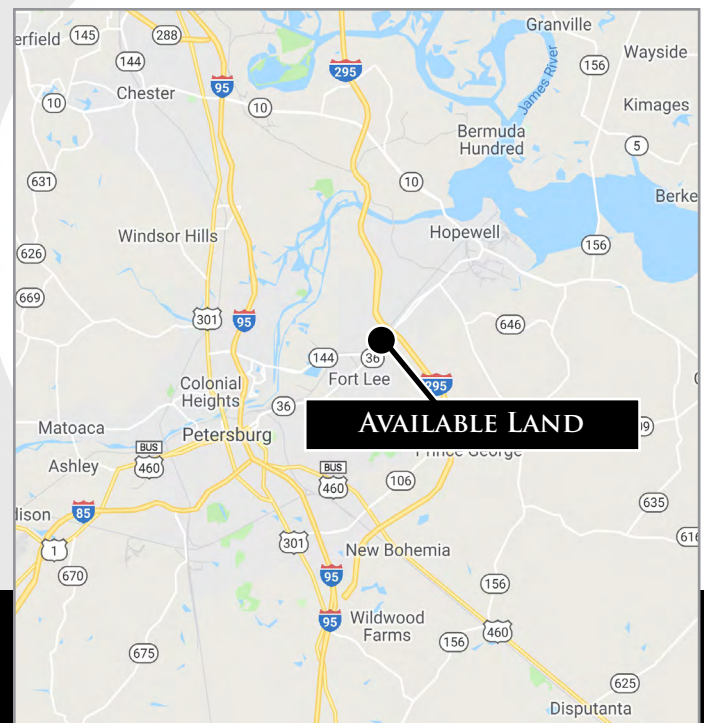 Granville
erfield
145
288
144
295
Wayside
156
95
Chester
10
10
James River
Kimages
Bermuda
Hundred
5
631
10
Berke
Windsor Hills
Hopewell
156
626
669
301
95
646
144
36
Fort Lee
295
Colonial
Heights
36
AVAILABLE LAND
09
Matoaca
Petersburg
BUS
460
Prince George
Ashley
BUS
460
106
lison
85
635
1
301
New Bohemia
616
670
95
156
95
Wildwood
Farms
156
460
675
625
Disputanta